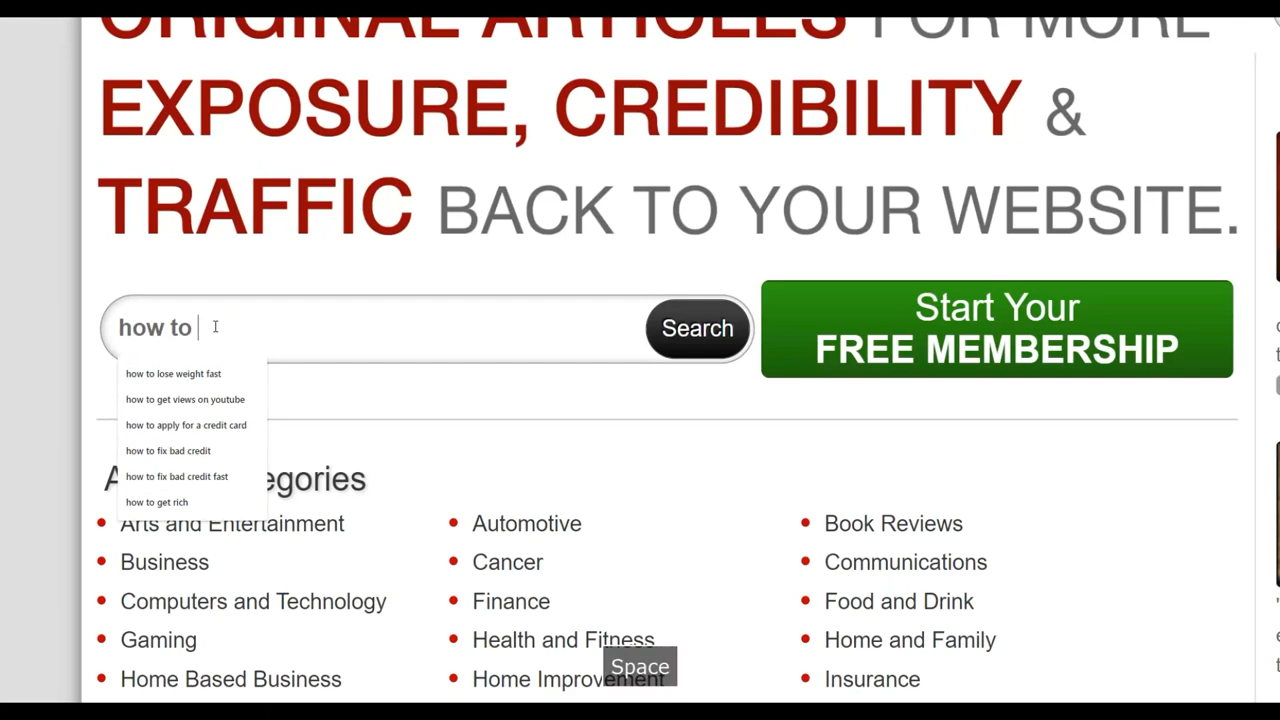 ORIGINAL ARTICLES FOR MORE
EXPOSURE, CREDIBILITY &
TRAFFIC BACK TO YOUR WEBSITE.
how to
Search
Start Your
FREE MEMBERSHIP
how to lose weight fast
how to get views on youtube
how to apply for a credit card
how to fix bad credit
how to fix bad credit fast
how to get rich
egories
Arts and Entertainment
Automotive
Book Reviews
Business
Cancer
Communications
Computers and Technology
Finance
Food and Drink
Gaming
Health and Fitness
Home and Family
Space
Home Based Business
Home Improvement
Insurance